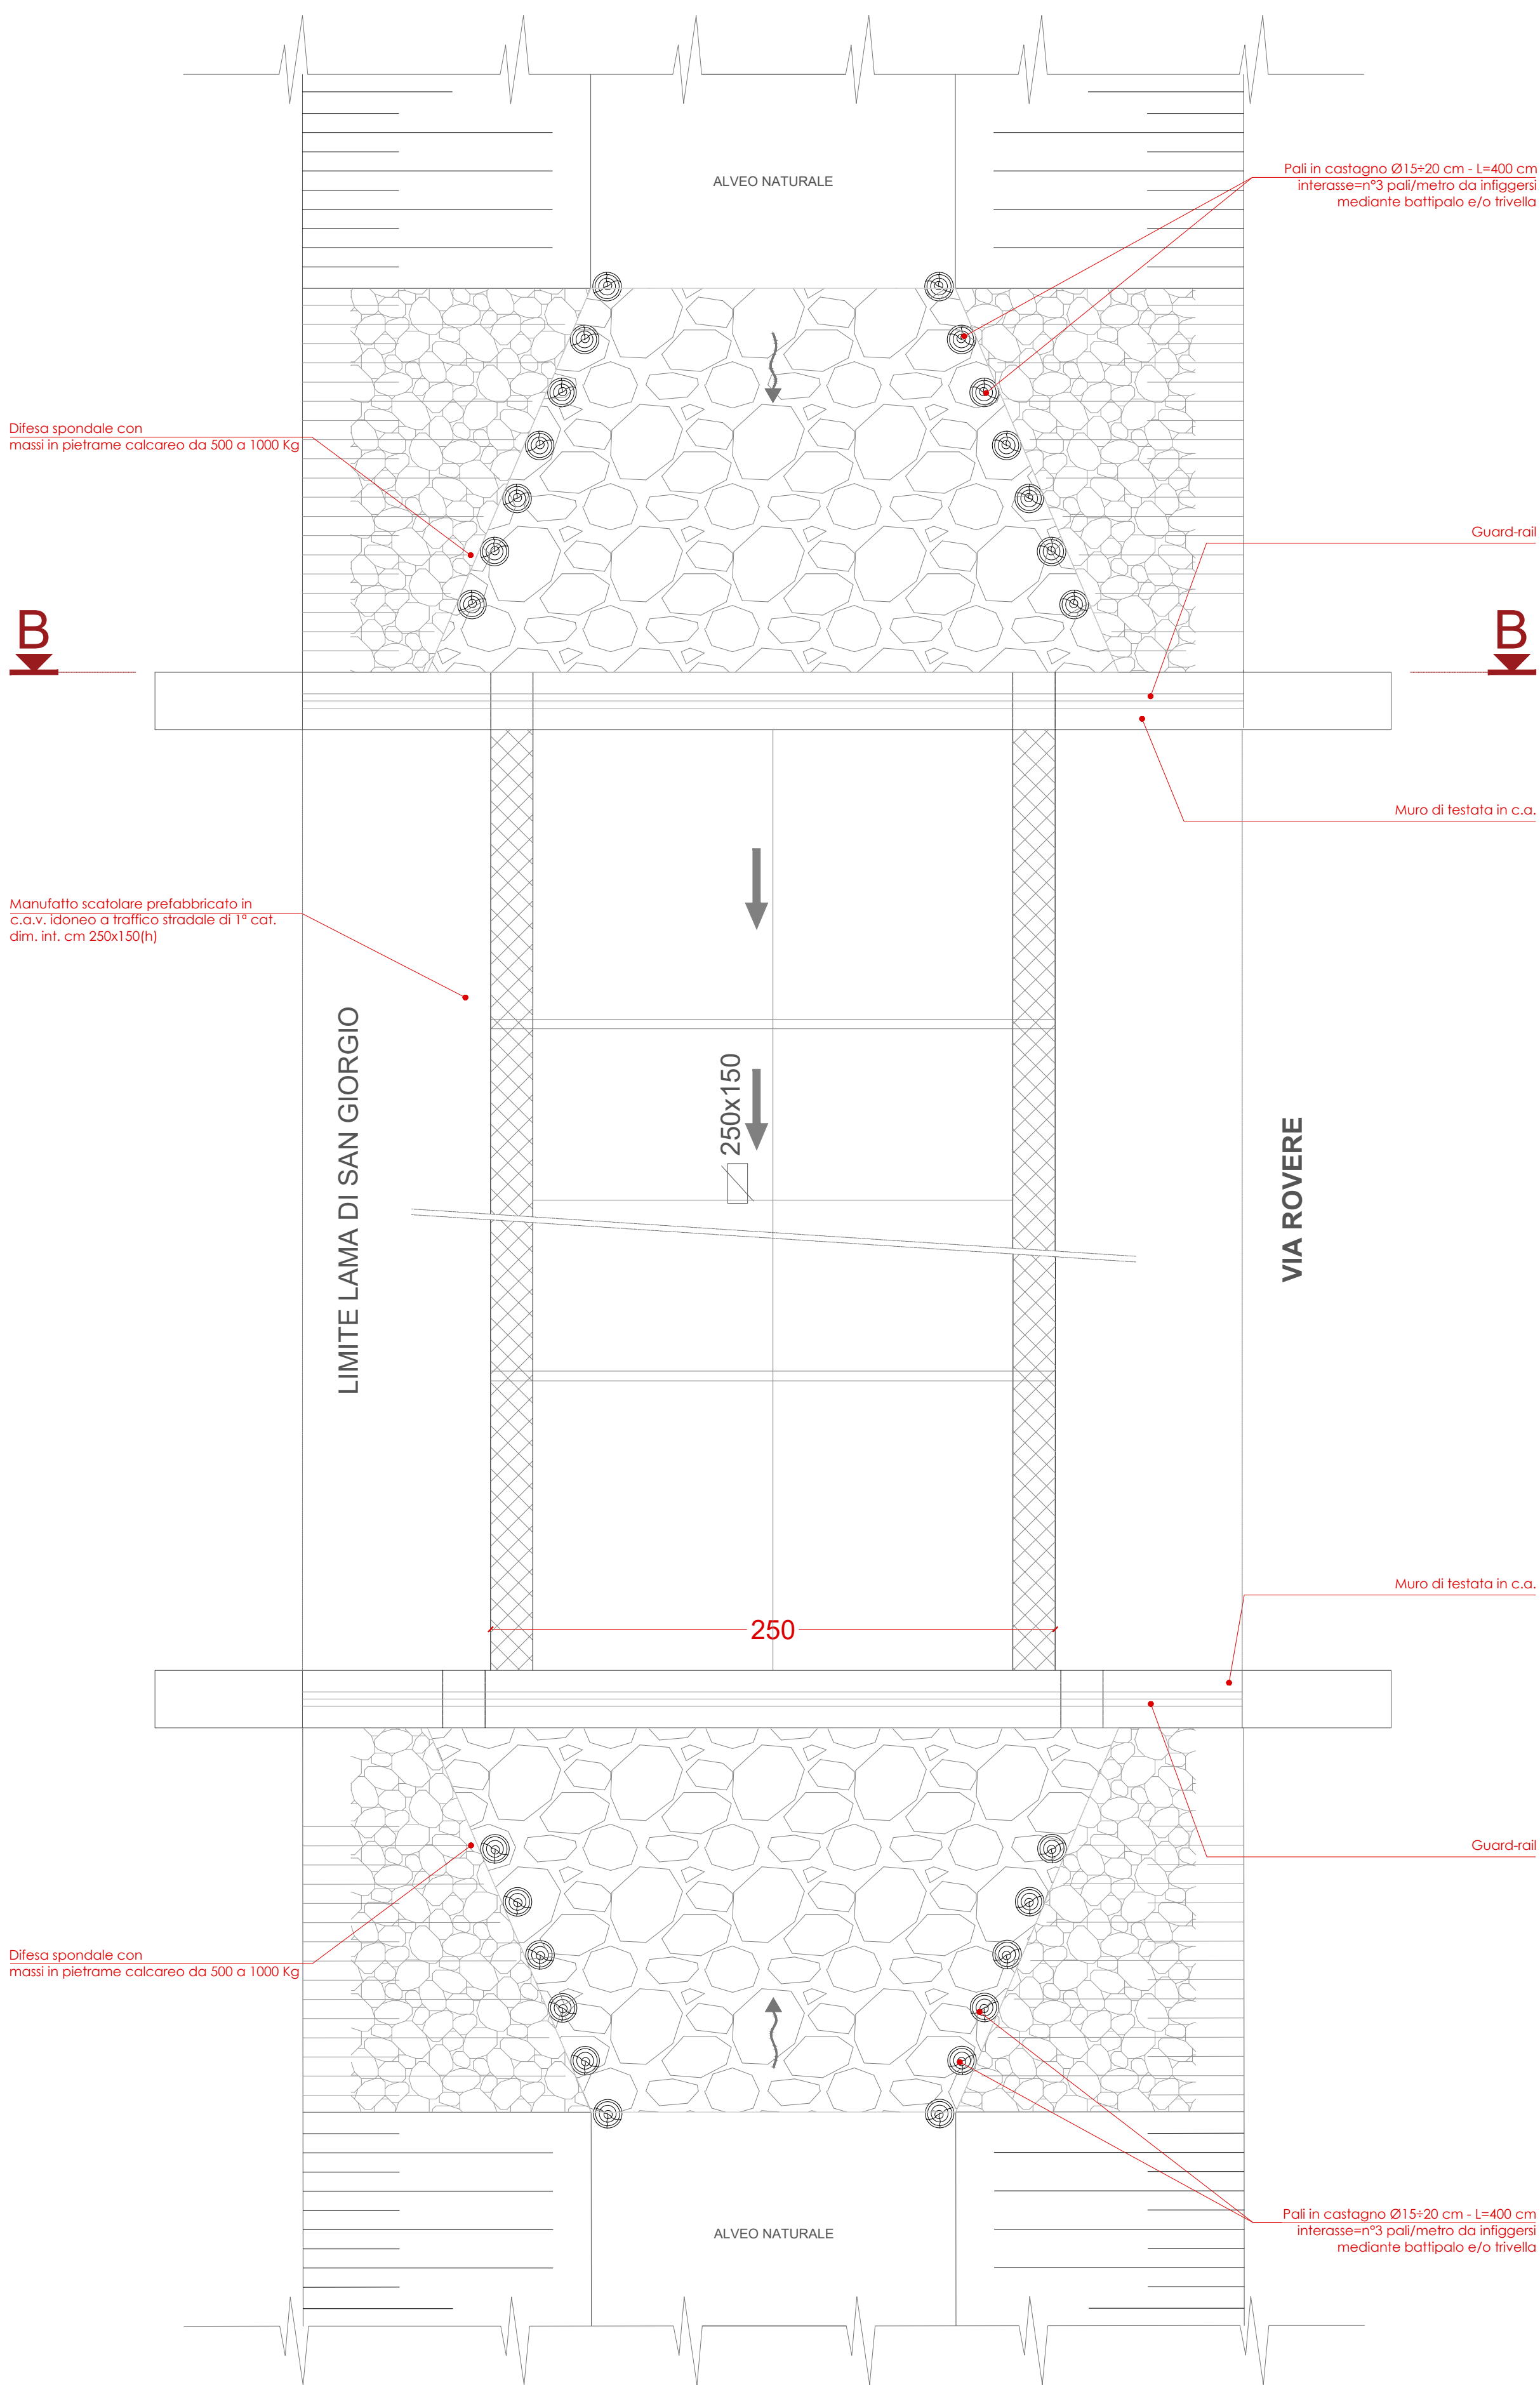 ALVEO NATURALE
Pali in castagno Ø15÷20 cm - L=400 cm
interasse=n°3 pali/metro da infiggersi
mediante battipalo e/o trivella
Difesa spondale con
massi in pietrame calcareo da 500 a 1000 Kg
Guard-rail
B
B
Muro di testata in c.a.
Manufatto scatolare prefabbricato in
c.a.v. idoneo a traffico stradale di 1ª cat.
dim. int. cm 250x150(h)
LIMITE LAMA DI SAN GIORGIO
250x150
VIA ROVERE
Muro di testata in c.a.
250
Guard-rail
Difesa spondale con
massi in pietrame calcareo da 500 a 1000 Kg
Pali in castagno Ø15÷20 cm - L=400 cm
interasse=n°3 pali/metro da infiggersi
mediante battipalo e/o trivella
ALVEO NATURALE